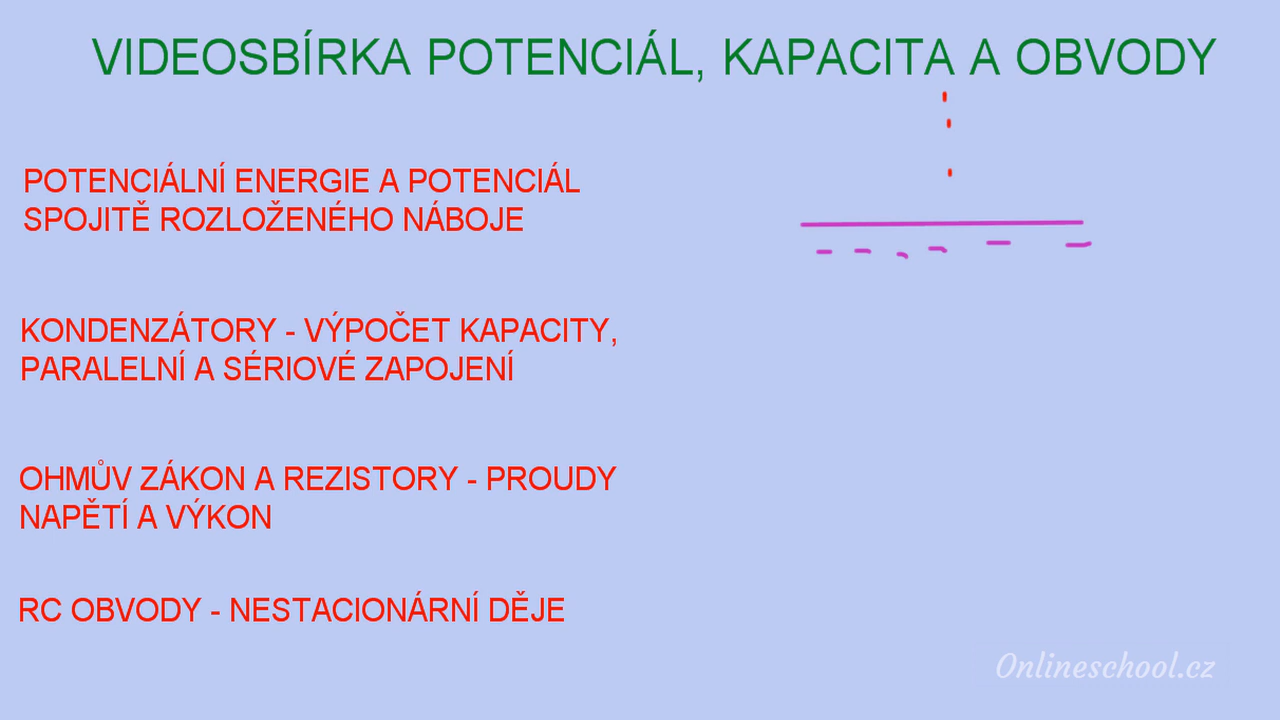 VIDEOSBÍRKA POTENCIÁL, KAPACITA A OBVODY
POTENCIÁLNÍ ENERGIE A POTENCIÁL
SPOJITĚ ROZLOŽENÉHO NÁBOJE
KONDENZÁTORY - VÝPOČET KAPACITY,
PARALELNÍ A SÉRIOVÉ ZAPOJENÍ
OHMŮV ZÁKON A REZISTORY - PROUDY
NAPĚTÍ A VÝKON
RC OBVODY - NESTACIONÁRNÍ DĚJE
Onlineschool.cz